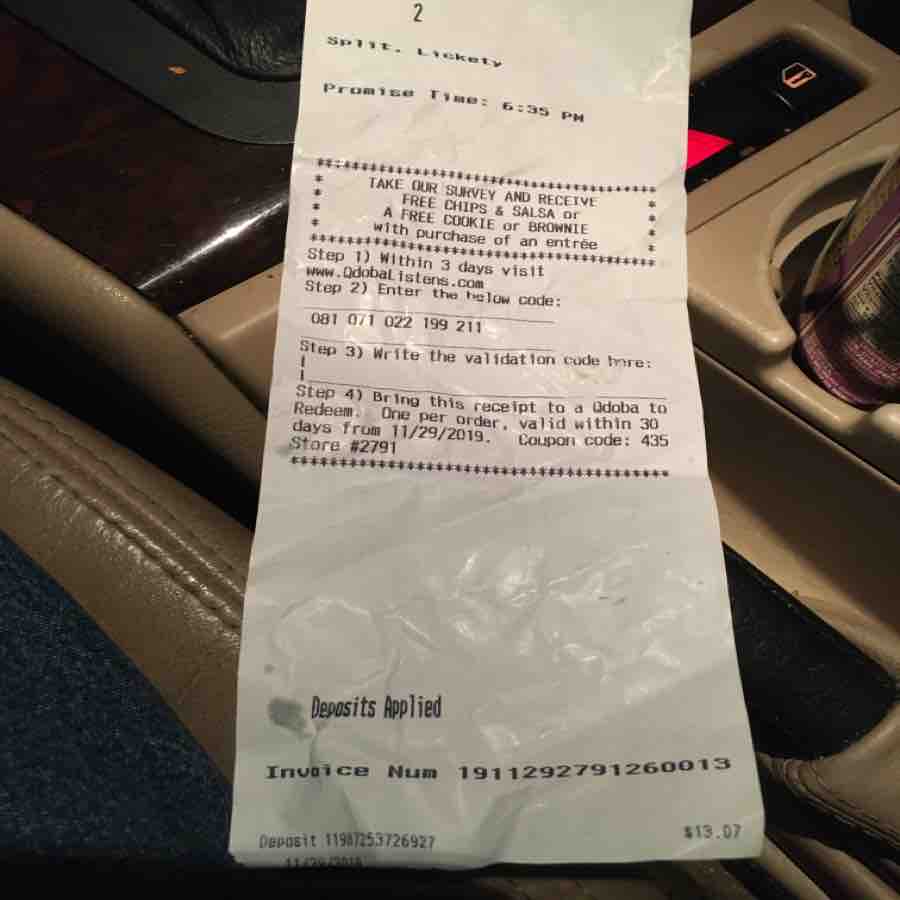 2
Split. Lickety
Promise Time: 6:35 PM
**********************************
* TAKE OUR SURVEY AND RECEIVE *
* FREE CHIPS & SALSA or *
* A FREE COOKIE or BROWNIE *
* with purchase of an entrée *
**********************************
Step 1) Within 3 days visit
www.QdobaListens.com
Step 2) Enter the below code:
081 071 022 199 211
Step 3) Write the validation code here:
Step 4) Bring this receipt to a Qdoba to
Redeem. One per order, valid within 30
days from 11/29/2019. Coupon code: 435
Store #2791
****************************************
Deposits Applied
Invoice Num 1911292791260013
Deposit 11987253726927 $13.07
11/29/2019